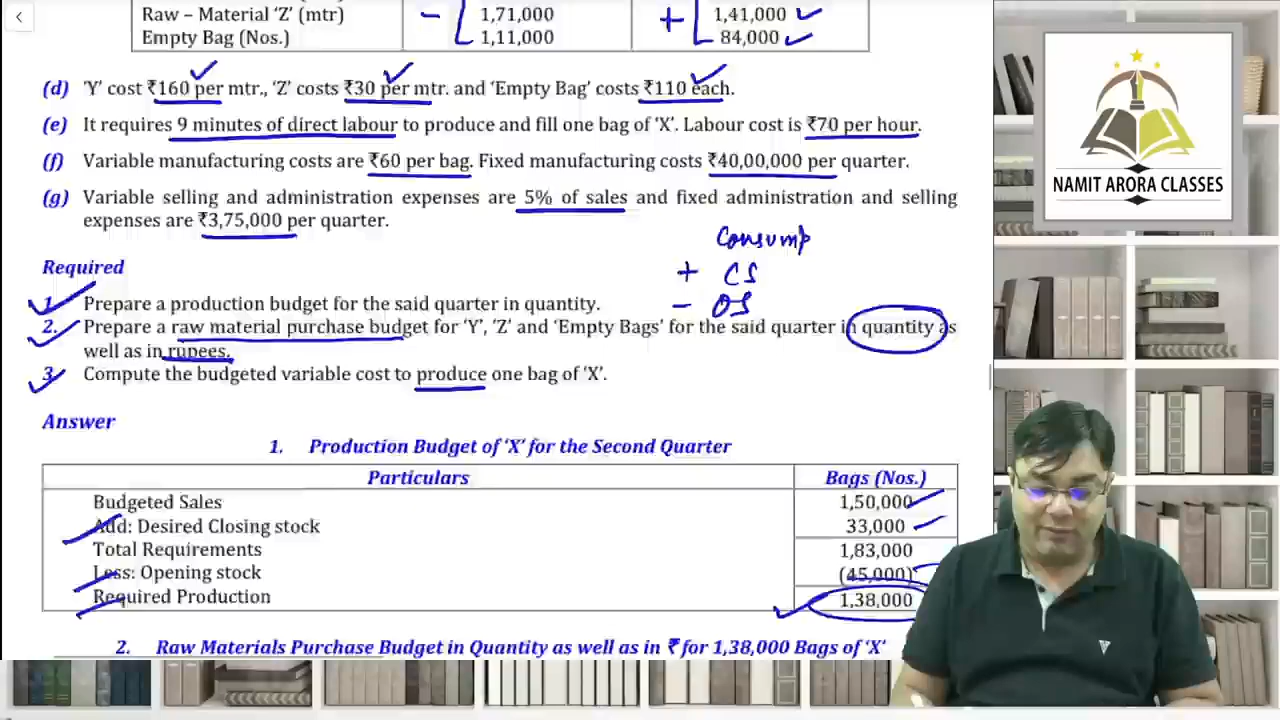 Raw – Material 'Z' (mtr) – 1,71,000 + 1,41,000
Empty Bag (Nos.) 1,11,000 84,000
(d) 'Y' cost ₹160 per mtr., 'Z' costs ₹30 per mtr. and 'Empty Bag' costs ₹110 each.
(e) It requires 9 minutes of direct labour to produce and fill one bag of 'X'. Labour cost is ₹70 per hour.
(f) Variable manufacturing costs are ₹60 per bag. Fixed manufacturing costs ₹40,00,000 per quarter.
(g) Variable selling and administration expenses are 5% of sales and fixed administration and selling
expenses are ₹3,75,000 per quarter.
Consump
+ CS
– OS
Required
1. Prepare a production budget for the said quarter in quantity.
2. Prepare a raw material purchase budget for 'Y', 'Z' and 'Empty Bags' for the said quarter in quantity as
well as in rupees.
3. Compute the budgeted variable cost to produce one bag of 'X'.
Answer
1. Production Budget of 'X' for the Second Quarter
Particulars Bags (Nos.)
Budgeted Sales 1,50,000
Add: Desired Closing stock 33,000
Total Requirements 1,83,000
Less: Opening stock (45,000)
Required Production 1,38,000
2. Raw Materials Purchase Budget in Quantity as well as in ₹ for 1,38,000 Bags of 'X'
NAMIT ARORA CLASSES